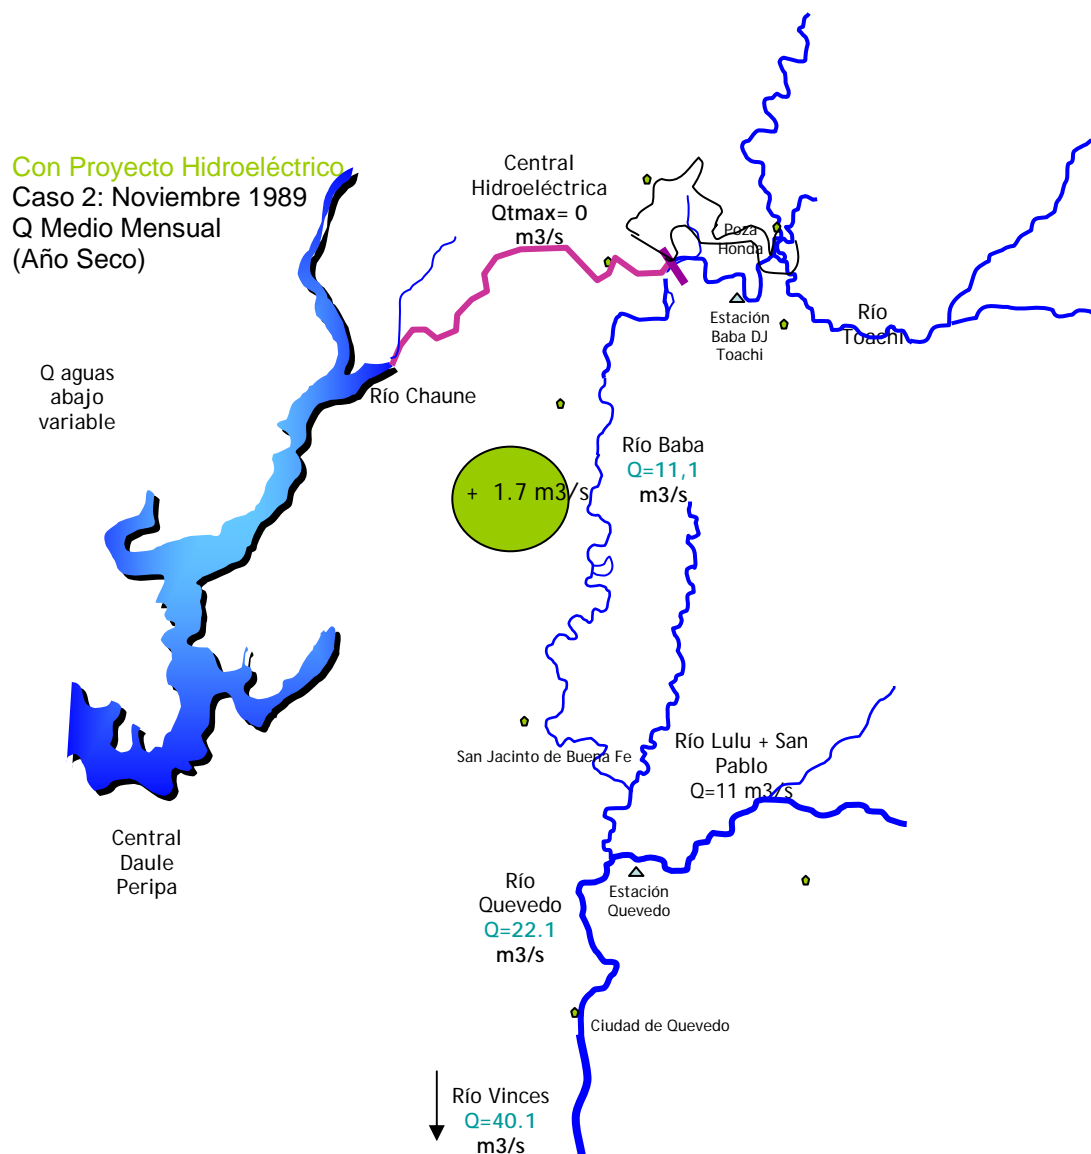 Con Proyecto Hidroeléctrico
Caso 2: Noviembre 1989
Q Medio Mensual
(Año Seco)
Central
Hidroeléctrica
Qtmax= 0
m3/s
Poza
Honda
Estación
Baba DJ
Toachi
Río
Toachi
Q aguas
abajo
variable
Río Chaune
Río Baba
Q=11,1
m3/s
+ 1.7 m3/s
San Jacinto de Buena Fe
Río Lulu + San
Pablo
Q=11 m3/s
Central
Daule
Peripa
Río
Quevedo
Q=22.1
m3/s
Estación
Quevedo
Ciudad de Quevedo
Río Vinces
Q=40.1
m3/s